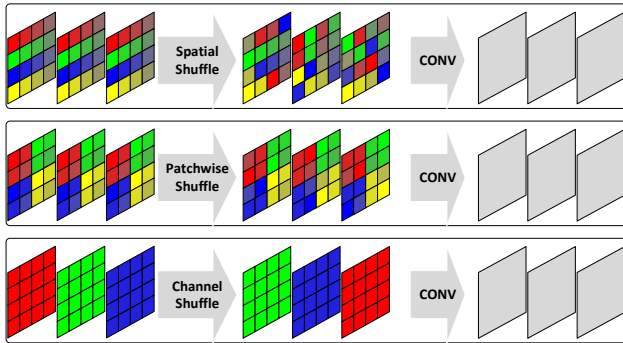 Spatial
Shuffle
CONV
Patchwise
Shuffle
CONV
Channel
Shuffle
CONV